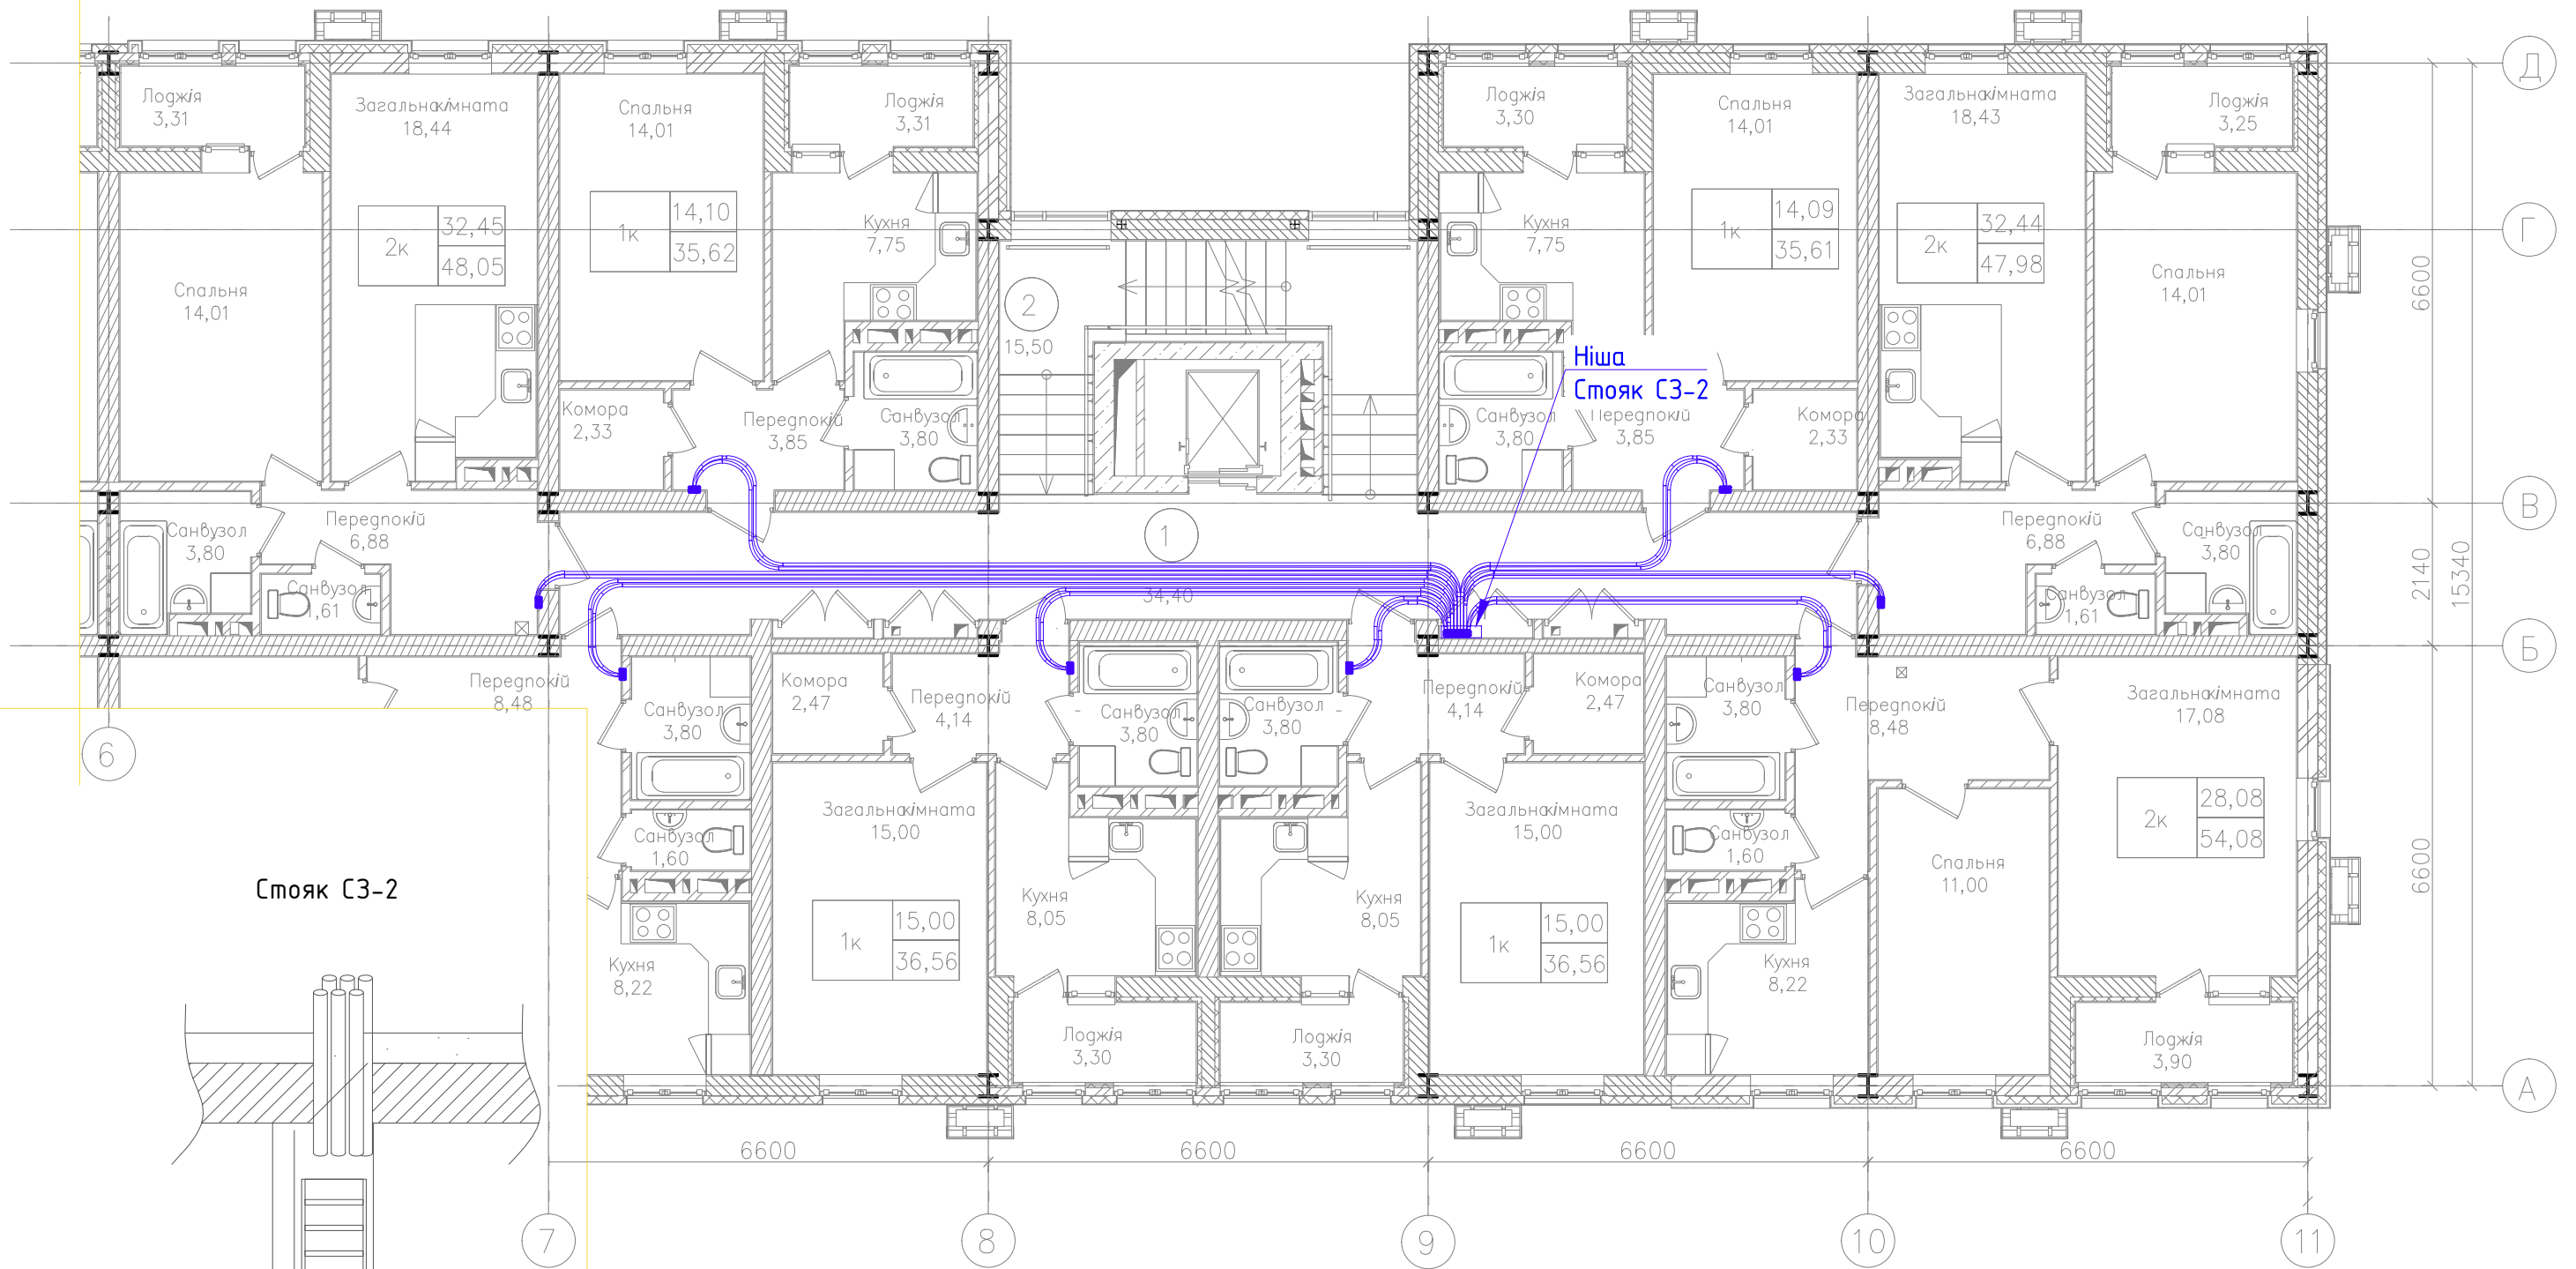 Лоджія
3,31
Загальна кімната
18,44
Спальня
14,01
Лоджія
3,31
Лоджія
3,30
Спальня
14,01
Загальна кімната
18,43
Лоджія
3,25
Д
Спальня
14,01
2к
32,45
48,05
1к
14,10
35,62
Кухня
7,75
2
15,50
Кухня
7,75
1к
14,09
35,61
2к
32,44
47,98
Спальня
14,01
Г
6600
Ніша
Стояк СЗ-2
Комора
2,33
Передпокій
3,85
Санвузол
3,80
Санвузол
3,80
Передпокій
3,85
Комора
2,33
Санвузол
3,80
Передпокій
6,88
Санвузол
1,61
1
34,40
Передпокій
6,88
Санвузол
3,80
Санвузол
1,61
В
2140
15340
Б
Передпокій
8,48
Санвузол
3,80
Комора
2,47
Передпокій
4,14
Санвузол
3,80
Санвузол
3,80
Передпокій
4,14
Комора
2,47
Санвузол
3,80
Передпокій
8,48
Загальна кімната
17,08
6
Санвузол
1,60
Загальна кімната
15,00
Загальна кімната
15,00
Санвузол
1,60
Спальня
11,00
2к
28,08
54,08
6600
Стояк СЗ-2
Кухня
8,22
1к
15,00
36,56
Кухня
8,05
Кухня
8,05
1к
15,00
36,56
Кухня
8,22
Лоджія
3,30
Лоджія
3,30
Лоджія
3,90
А
6600
6600
6600
6600
7
8
9
10
11